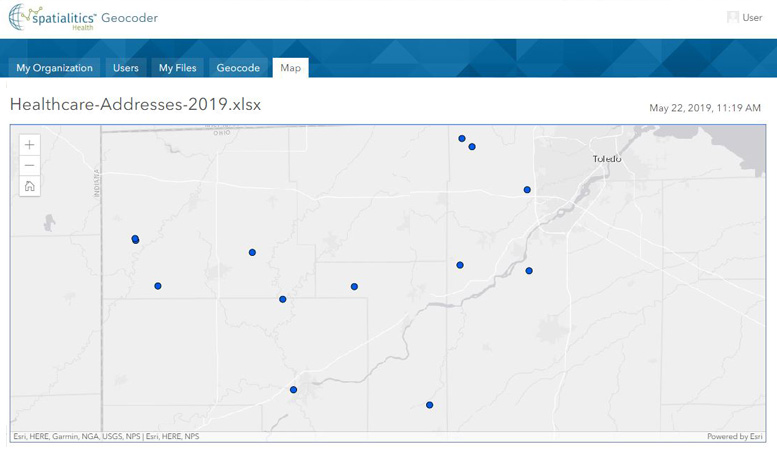 spatialitics™ Geocoder
Health
User
My Organization Users My Files Geocode Map
Healthcare-Addresses-2019.xlsx
May 22, 2019, 11:19 AM
OHIO
INDIANA
Toledo
Esri, HERE, Garmin, NGA, USGS, NPS | Esri, HERE, NPS
Powered by Esri